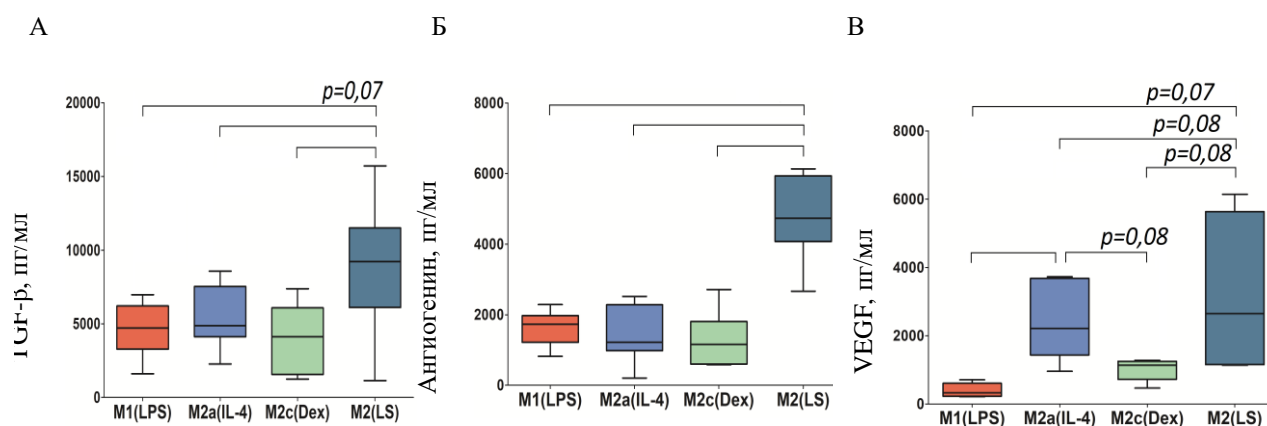 А
Б
В
TGF-β, пг/мл
20000
15000
10000
5000
0
p=0,07
M1(LPS)
M2a(IL-4)
M2c(Dex)
M2(LS)
Ангиогенин, пг/мл
8000
6000
4000
2000
0
M1(LPS)
M2a(IL-4)
M2c(Dex)
M2(LS)
VEGF, пг/мл
8000
6000
4000
2000
0
p=0,07
p=0,08
p=0,08
p=0,08
M1(LPS)
M2a(IL-4)
M2c(Dex)
M2(LS)